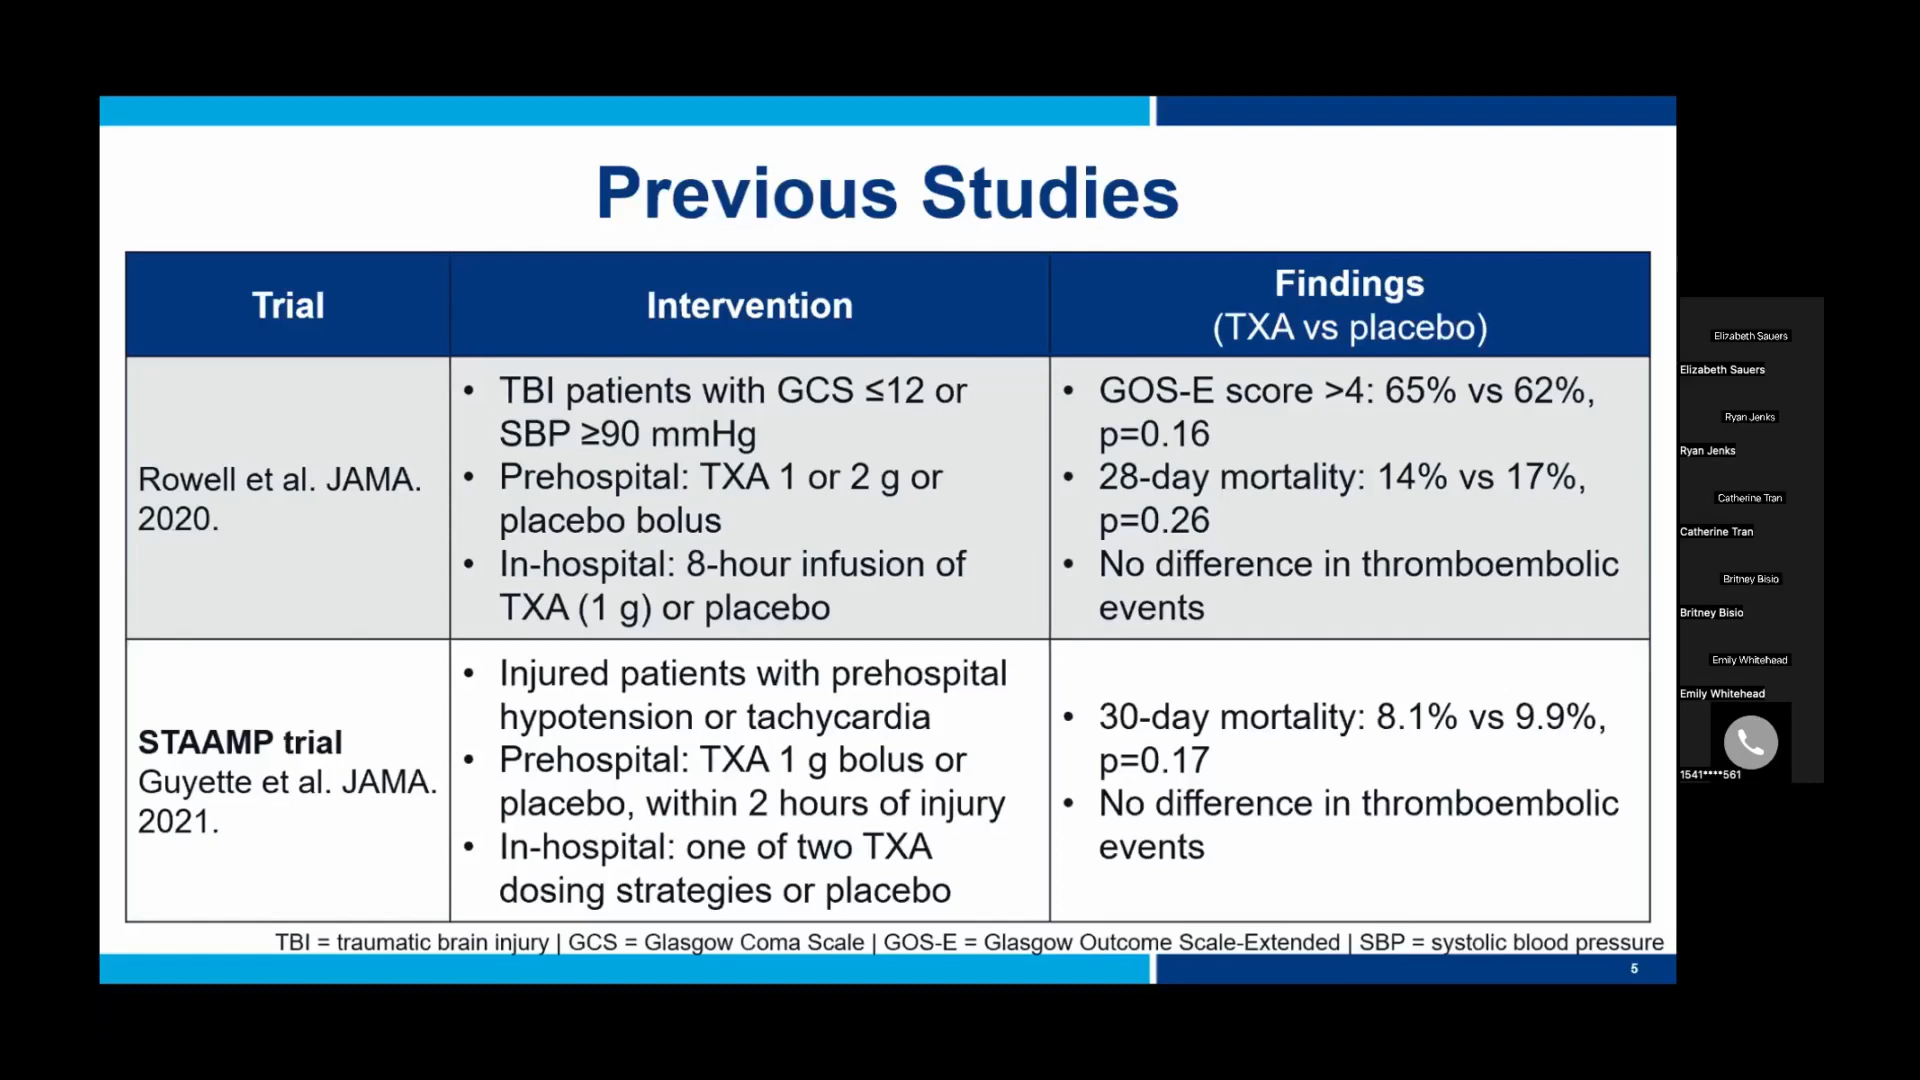 Previous Studies
Trial
Intervention
Findings
(TXA vs placebo)
Rowell et al. JAMA.
2020.
• TBI patients with GCS ≤12 or
SBP ≥90 mmHg
• Prehospital: TXA 1 or 2 g or
placebo bolus
• In-hospital: 8-hour infusion of
TXA (1 g) or placebo
• GOS-E score >4: 65% vs 62%,
p=0.16
• 28-day mortality: 14% vs 17%,
p=0.26
• No difference in thromboembolic
events
STAAMP trial
Guyette et al. JAMA.
2021.
• Injured patients with prehospital
hypotension or tachycardia
• Prehospital: TXA 1 g bolus or
placebo, within 2 hours of injury
• In-hospital: one of two TXA
dosing strategies or placebo
• 30-day mortality: 8.1% vs 9.9%,
p=0.17
• No difference in thromboembolic
events
TBI = traumatic brain injury | GCS = Glasgow Coma Scale | GOS-E = Glasgow Outcome Scale-Extended | SBP = systolic blood pressure
5
Elizabeth Sauers
Elizabeth Sauers
Ryan Jenks
Ryan Jenks
Catherine Tran
Catherine Tran
Britney Bisio
Britney Bisio
Emily Whitehead
Emily Whitehead
1541****561